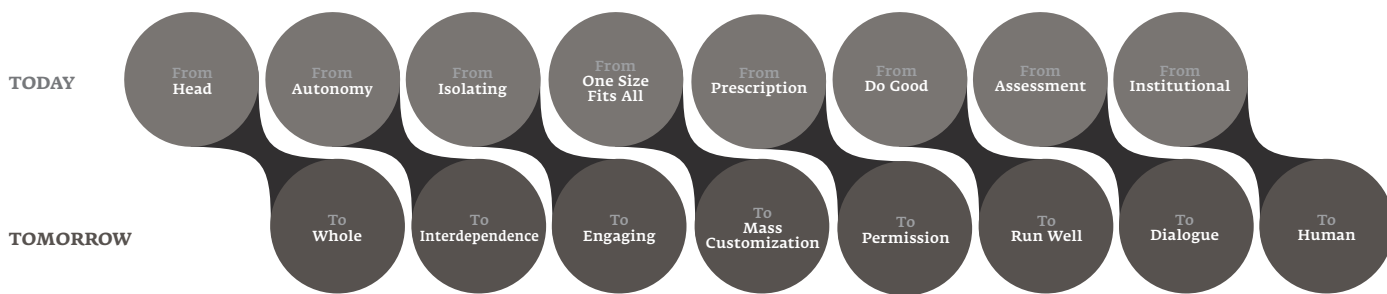 TODAY
From
Head
From
Autonomy
From
Isolating
From
One Size
Fits All
From
Prescription
From
Do Good
From
Assessment
From
Institutional
TOMORROW
To
Whole
To
Interdependence
To
Engaging
To
Mass
Customization
To
Permission
To
Run Well
To
Dialogue
To
Human